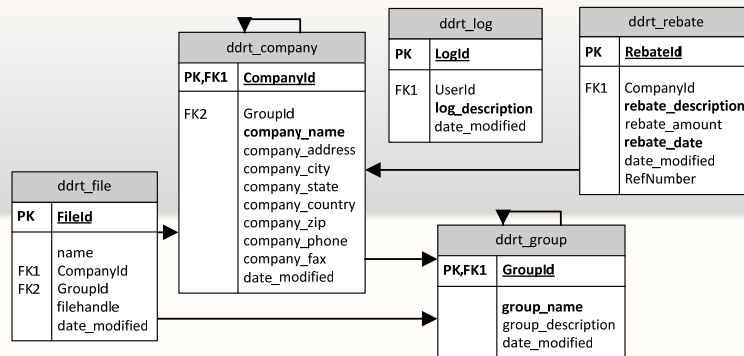 ddrt_company
PK,FK1 CompanyId
FK2 GroupId
company_name
company_address
company_city
company_state
company_country
company_zip
company_phone
company_fax
date_modified
ddrt_log
PK LogId
FK1 UserId
log_description
date_modified
ddrt_rebate
PK RebateId
FK1 CompanyId
rebate_description
rebate_amount
rebate_date
date_modified
RefNumber
ddrt_file
PK FileId
name
FK1 CompanyId
FK2 GroupId
filehandle
date_modified
ddrt_group
PK,FK1 GroupId
group_name
group_description
date_modified